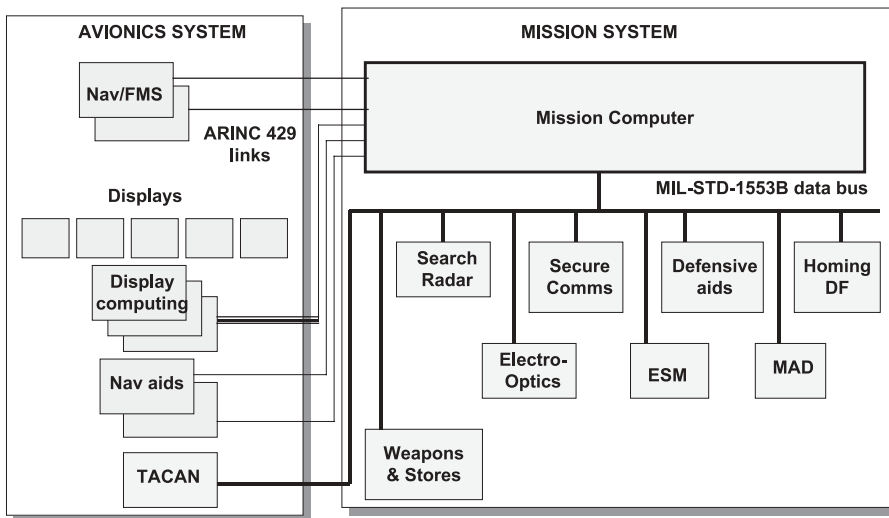 AVIONICS SYSTEM
Nav/FMS
ARINC 429
links
Displays
Display
computing
Nav aids
TACAN
MISSION SYSTEM
Mission Computer
MIL-STD-1553B data bus
Search
Radar
Secure
Comms
Defensive
aids
Homing
DF
Electro-
Optics
ESM
MAD
Weapons
& Stores